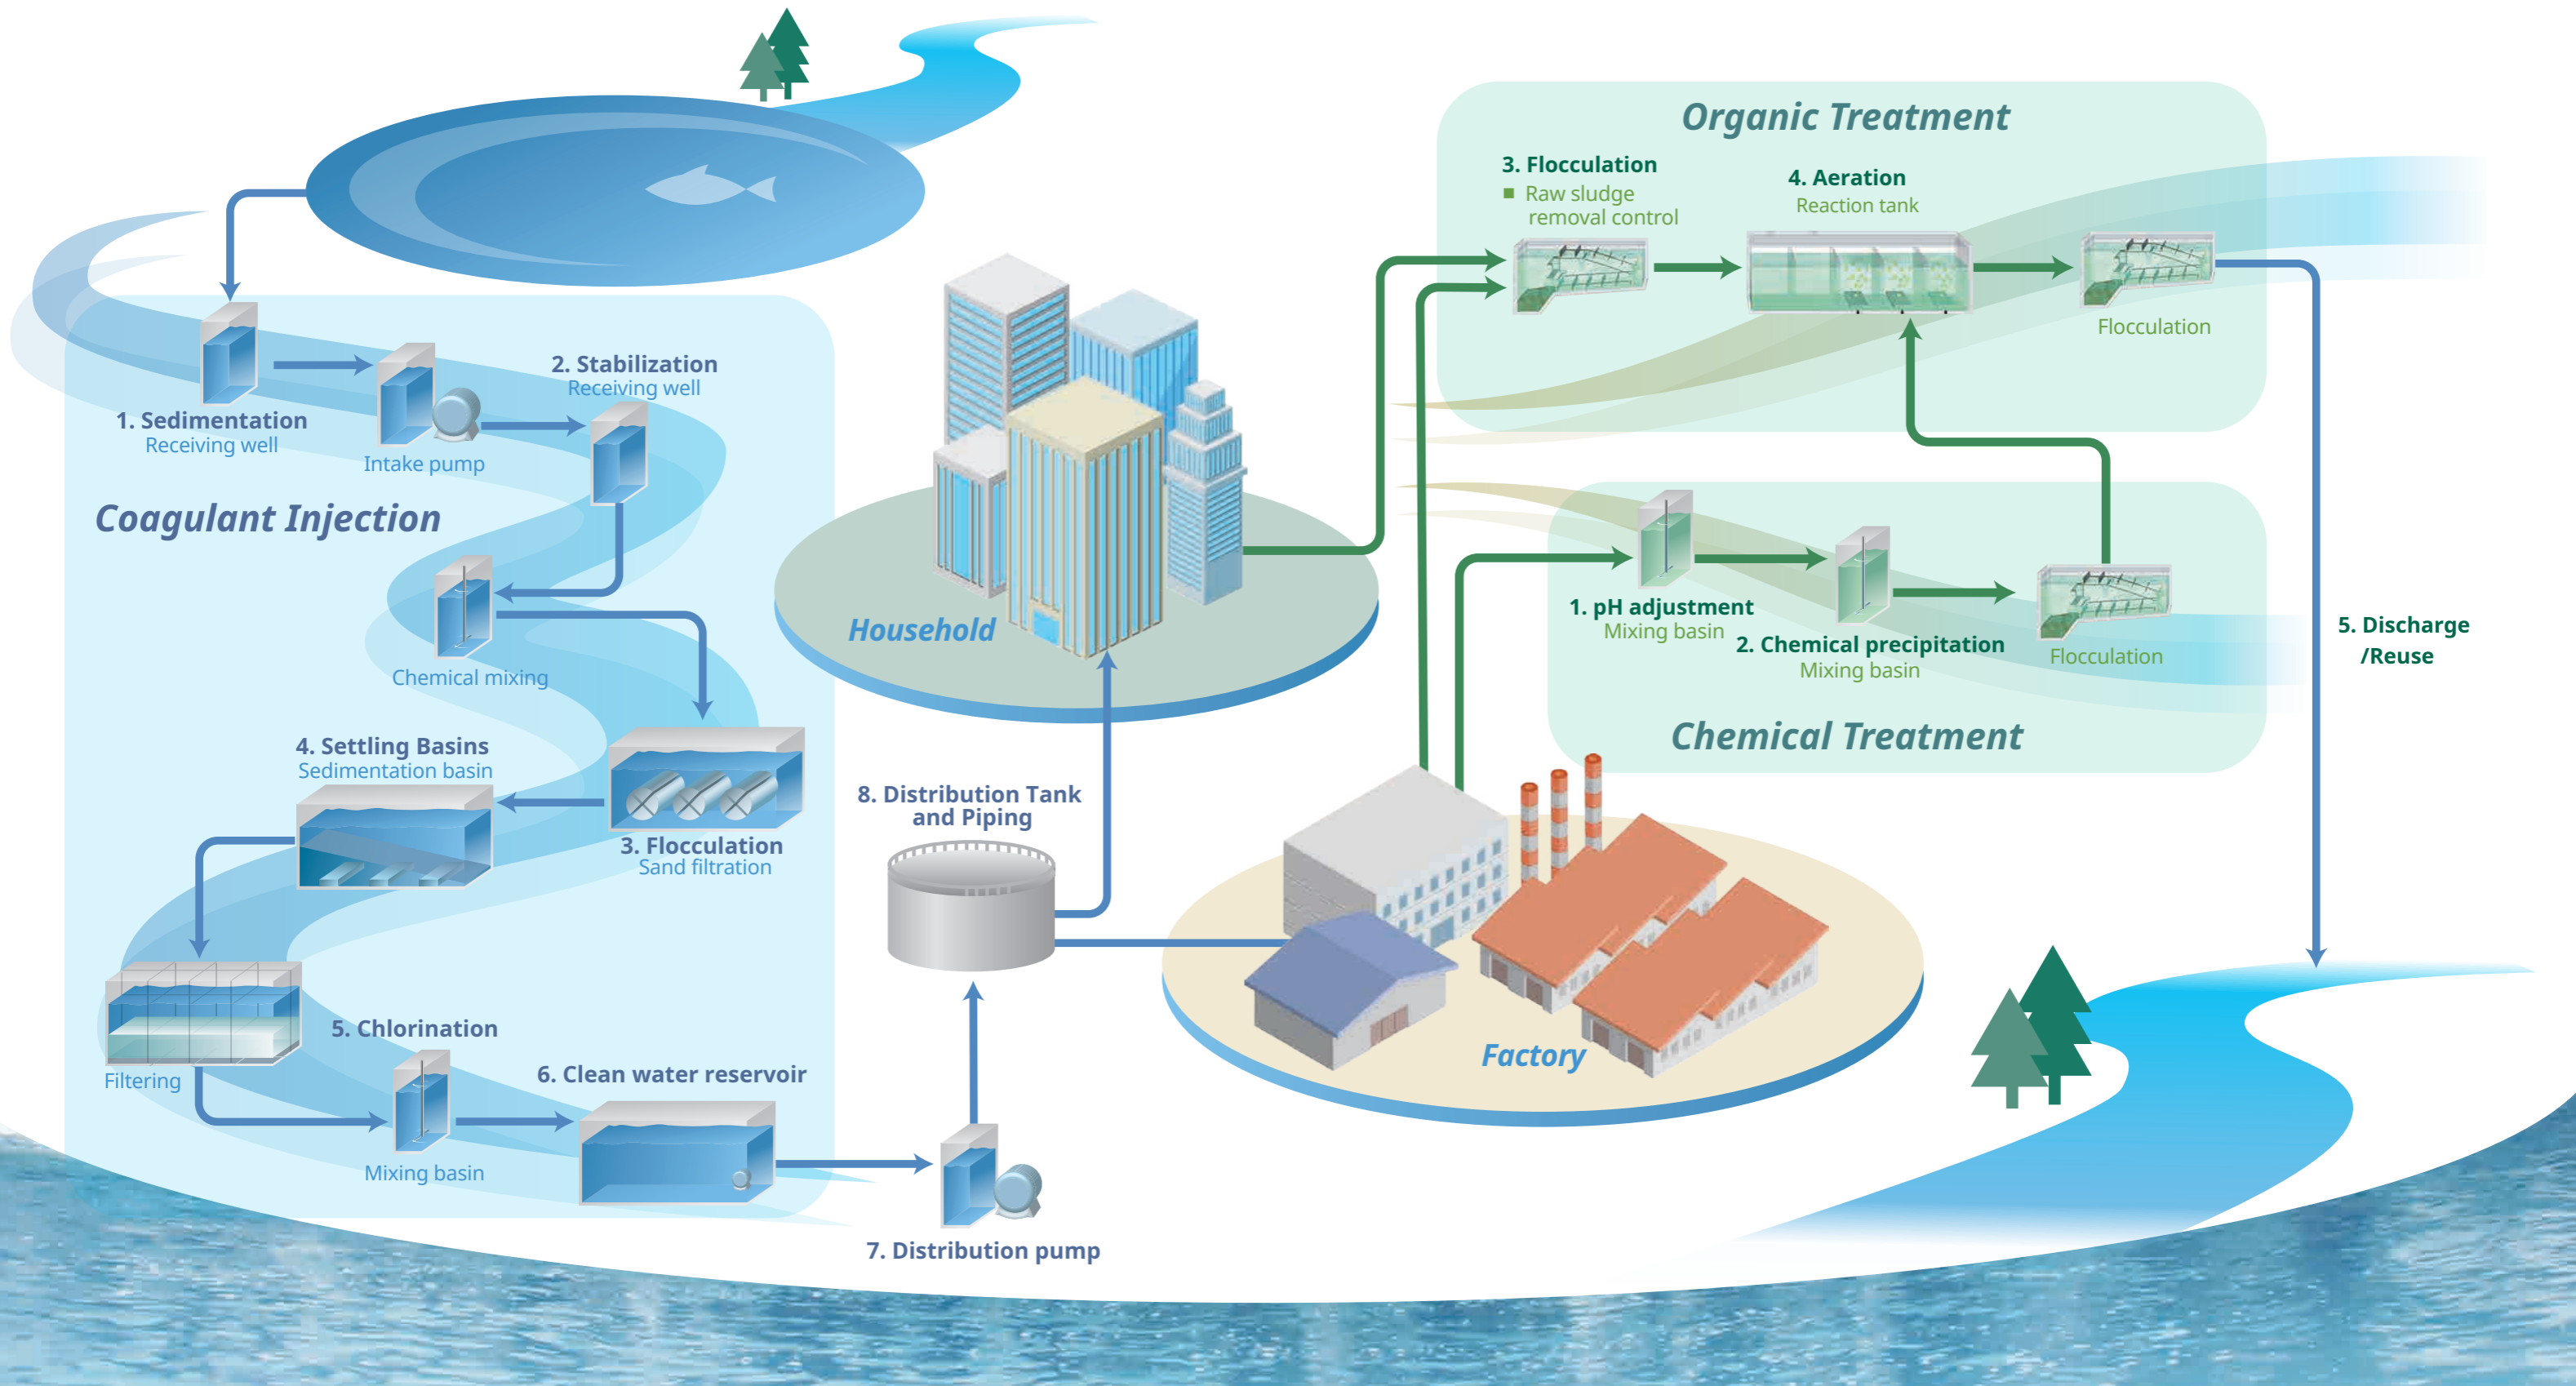 1. Sedimentation
Receiving well
Intake pump
2. Stabilization
Receiving well
Coagulant Injection
Chemical mixing
3. Flocculation
Sand filtration
4. Settling Basins
Sedimentation basin
Filtering
5. Chlorination
Mixing basin
6. Clean water reservoir
7. Distribution pump
8. Distribution Tank
and Piping
Household
Factory
Organic Treatment
3. Flocculation
■ Raw sludge
removal control
4. Aeration
Reaction tank
Flocculation
1. pH adjustment
Mixing basin
2. Chemical precipitation
Mixing basin
Flocculation
Chemical Treatment
5. Discharge
/Reuse